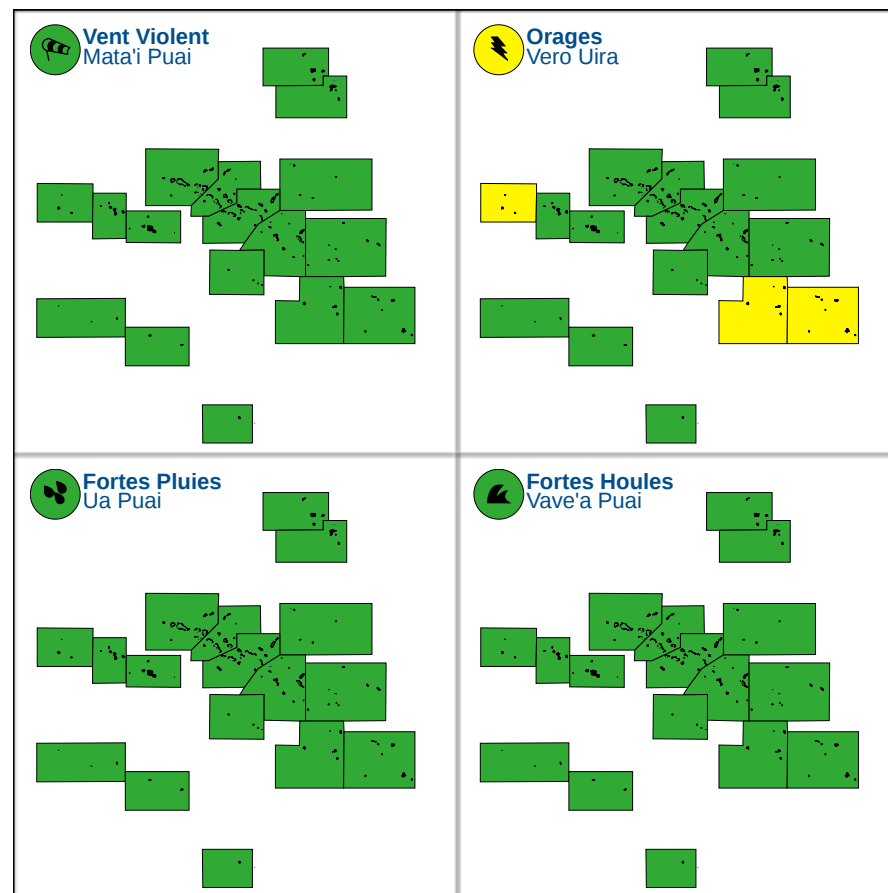 Vent Violent
Mata'i Puai
Orages
Vero Uira
Fortes Pluies
Ua Puai
Fortes Houles
Vave'a Puai